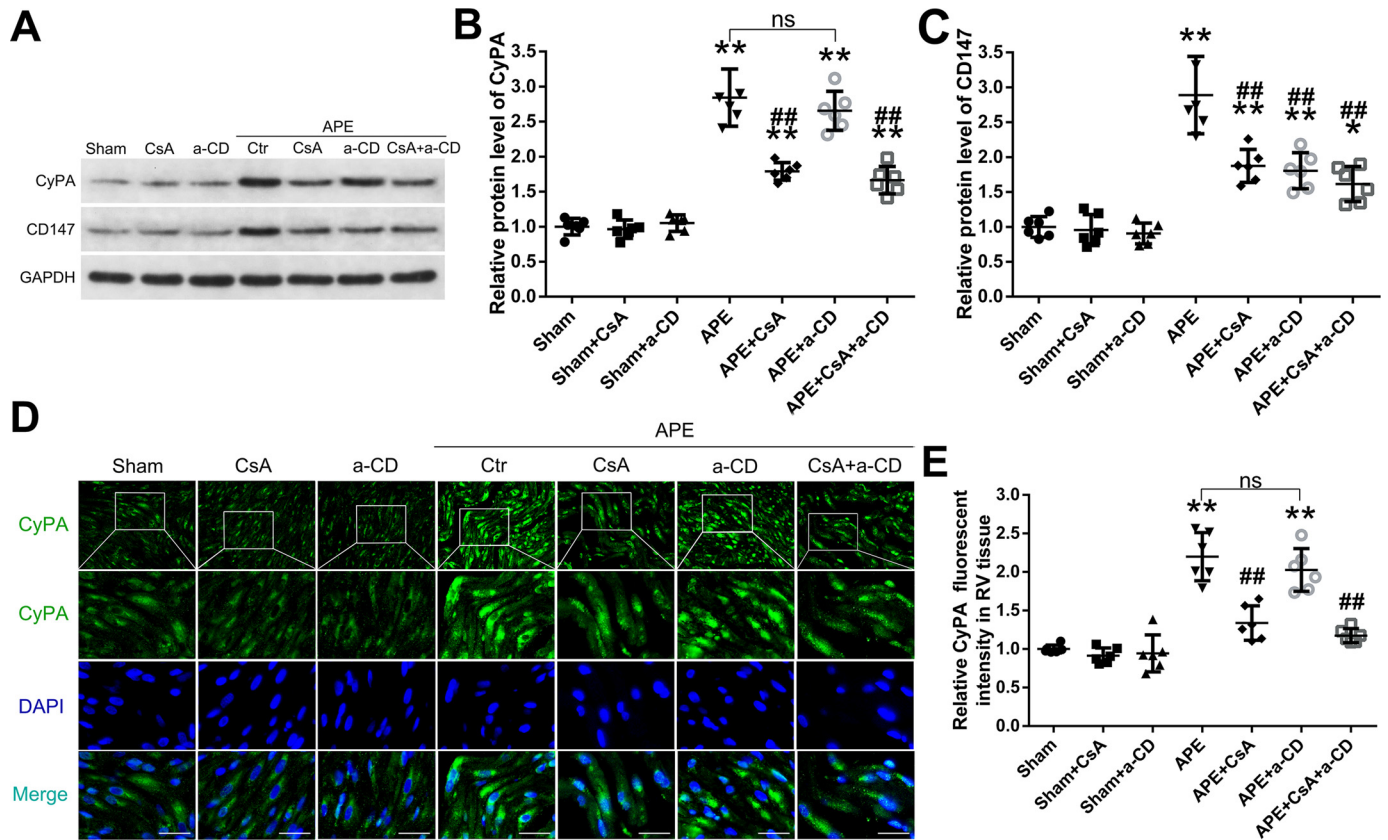 A
APE
Sham CsA a-CD Ctr CsA a-CD CsA+a-CD
CyPA
CD147
GAPDH
B
Relative protein level of CyPA
3.5
3.0
2.5
2.0
1.5
1.0
0.5
0.0
ns
** ** 
## ##
** **
Sham
Sham+CsA
Sham+a-CD
APE
APE+CsA
APE+a-CD
APE+CsA+a-CD
C
Relative protein level of CD147
3.5
3.0
2.5
2.0
1.5
1.0
0.5
0.0
**
## ## ##
** ** *
Sham
Sham+CsA
Sham+a-CD
APE
APE+CsA
APE+a-CD
APE+CsA+a-CD
D
APE
Sham CsA a-CD Ctr CsA a-CD CsA+a-CD
CyPA
CyPA
DAPI
Merge
E
Relative CyPA fluorescent
intensity in RV tissue
3.0
2.5
2.0
1.5
1.0
0.5
0.0
ns
** **
## ##
Sham
Sham+CsA
Sham+a-CD
APE
APE+CsA
APE+a-CD
APE+CsA+a-CD